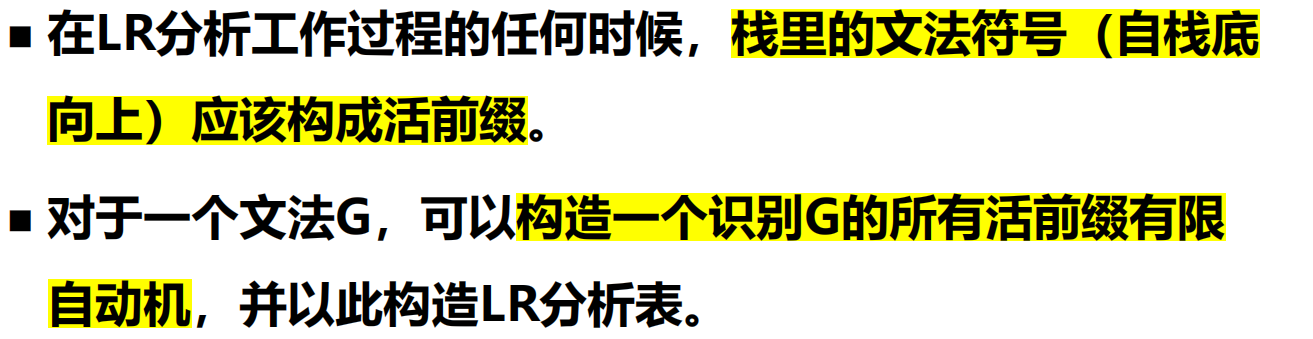 ■ 在LR分析工作过程的任何时候，栈里的文法符号（自栈底
向上）应该构成活前缀。
■ 对于一个文法G，可以构造一个识别G的所有活前缀有限
自动机，并以此构造LR分析表。